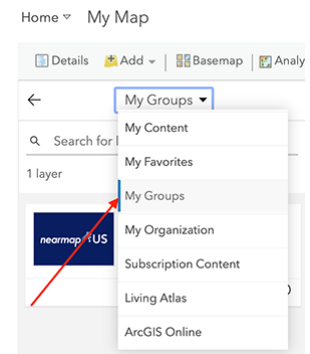 Home My Map
Details Add Basemap Analy
My Groups
Search for
1 layer
nearmap US
My Content
My Favorites
My Groups
My Organization
Subscription Content
Living Atlas
ArcGIS Online